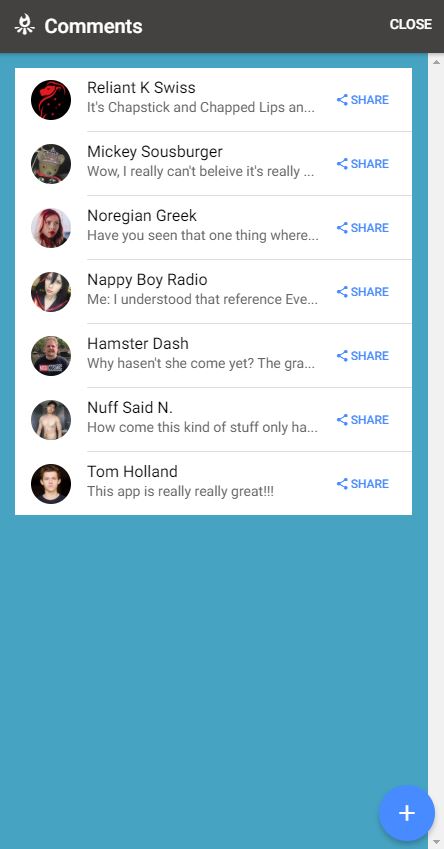 Comments
CLOSE
Reliant K Swiss
It's Chapstick and Chapped Lips an...
SHARE
Mickey Sousburger
Wow, I really can't beleive it's really ...
SHARE
Noregian Greek
Have you seen that one thing where...
SHARE
Nappy Boy Radio
Me: I understood that reference Eve...
SHARE
Hamster Dash
Why hasen't she come yet? The gra...
SHARE
Nuff Said N.
How come this kind of stuff only ha...
SHARE
Tom Holland
This app is really really great!!!
SHARE
+